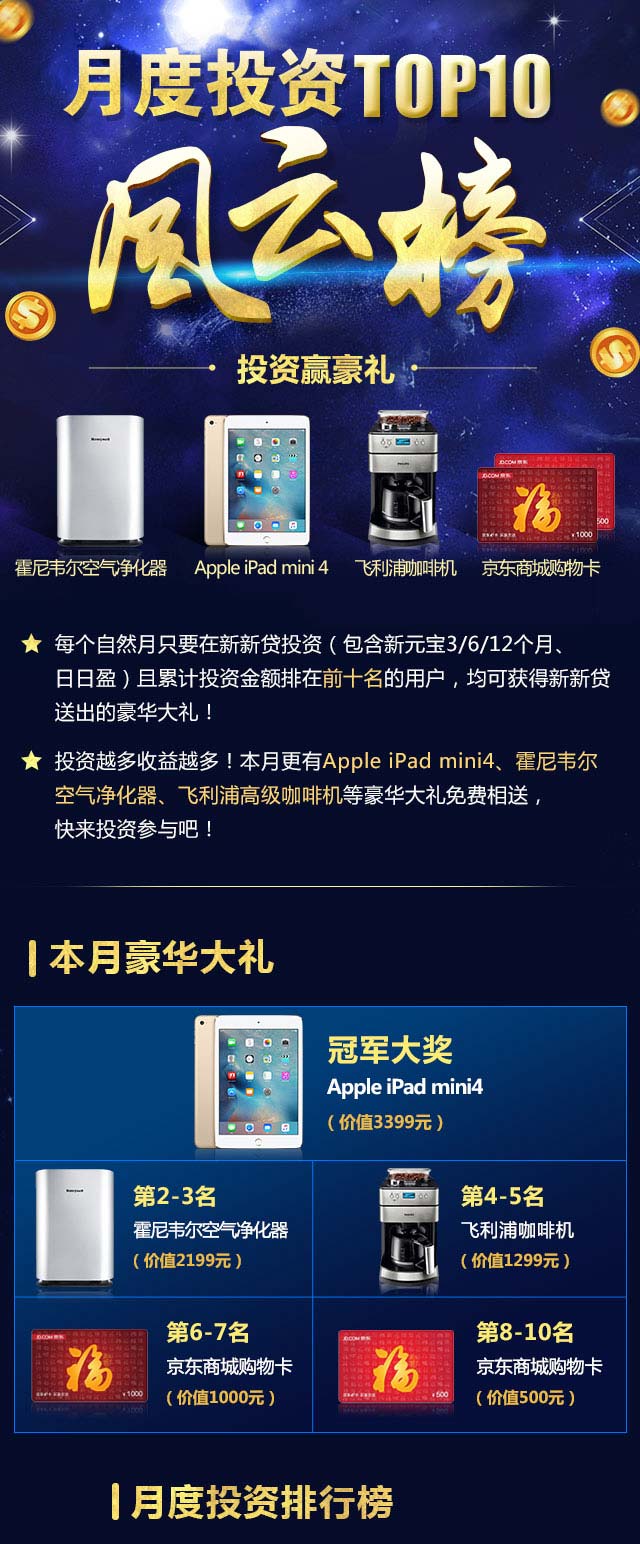 月度投资TOP10
风云榜
投资赢豪礼
Honeywell
PHILIPS
JD.COM 京东
500
¥1000
霍尼韦尔空气净化器
Apple iPad mini 4
飞利浦咖啡机
京东商城购物卡
每个自然月只要在新新贷投资（包含新元宝3/6/12个月、
日日盈）且累计投资金额排在前十名的用户，均可获得新新贷
送出的豪华大礼！
投资越多收益越多！本月更有Apple iPad mini4、霍尼韦尔
空气净化器、飞利浦高级咖啡机等豪华大礼免费相送，
快来投资参与吧！
本月豪华大礼
冠军大奖
Apple iPad mini4
（价值3399元）
Honeywell
第2-3名
霍尼韦尔空气净化器
（价值2199元）
第4-5名
飞利浦咖啡机
（价值1299元）
JD.COM 京东
福
¥1000
第6-7名
京东商城购物卡
（价值1000元）
JD.COM 京东
福
¥500
第8-10名
京东商城购物卡
（价值500元）
月度投资排行榜